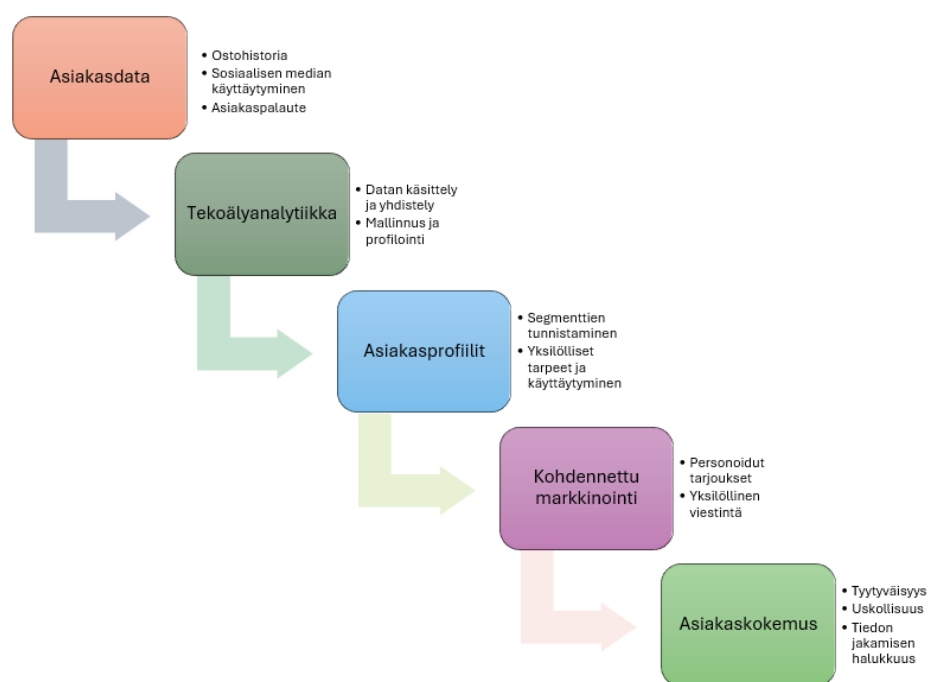 Asiakasdata
• Ostohistoria
• Sosiaalisen median
käyttäytyminen
• Asiakaspalaute
Tekoälyanalytiikka
• Datan käsittely
ja yhdistely
• Mallinnus ja
profilointi
Asiakasprofiilit
• Segmenttien
tunnistaminen
• Yksilölliset
tarpeet ja
käyttäytyminen
Kohdennettu
markkinointi
• Personoidut
tarjoukset
• Yksilöllinen
viestintä
Asiakaskokemus
• Tyytyväisyys
• Uskollisuus
• Tiedon
jakamisen
halukkuus